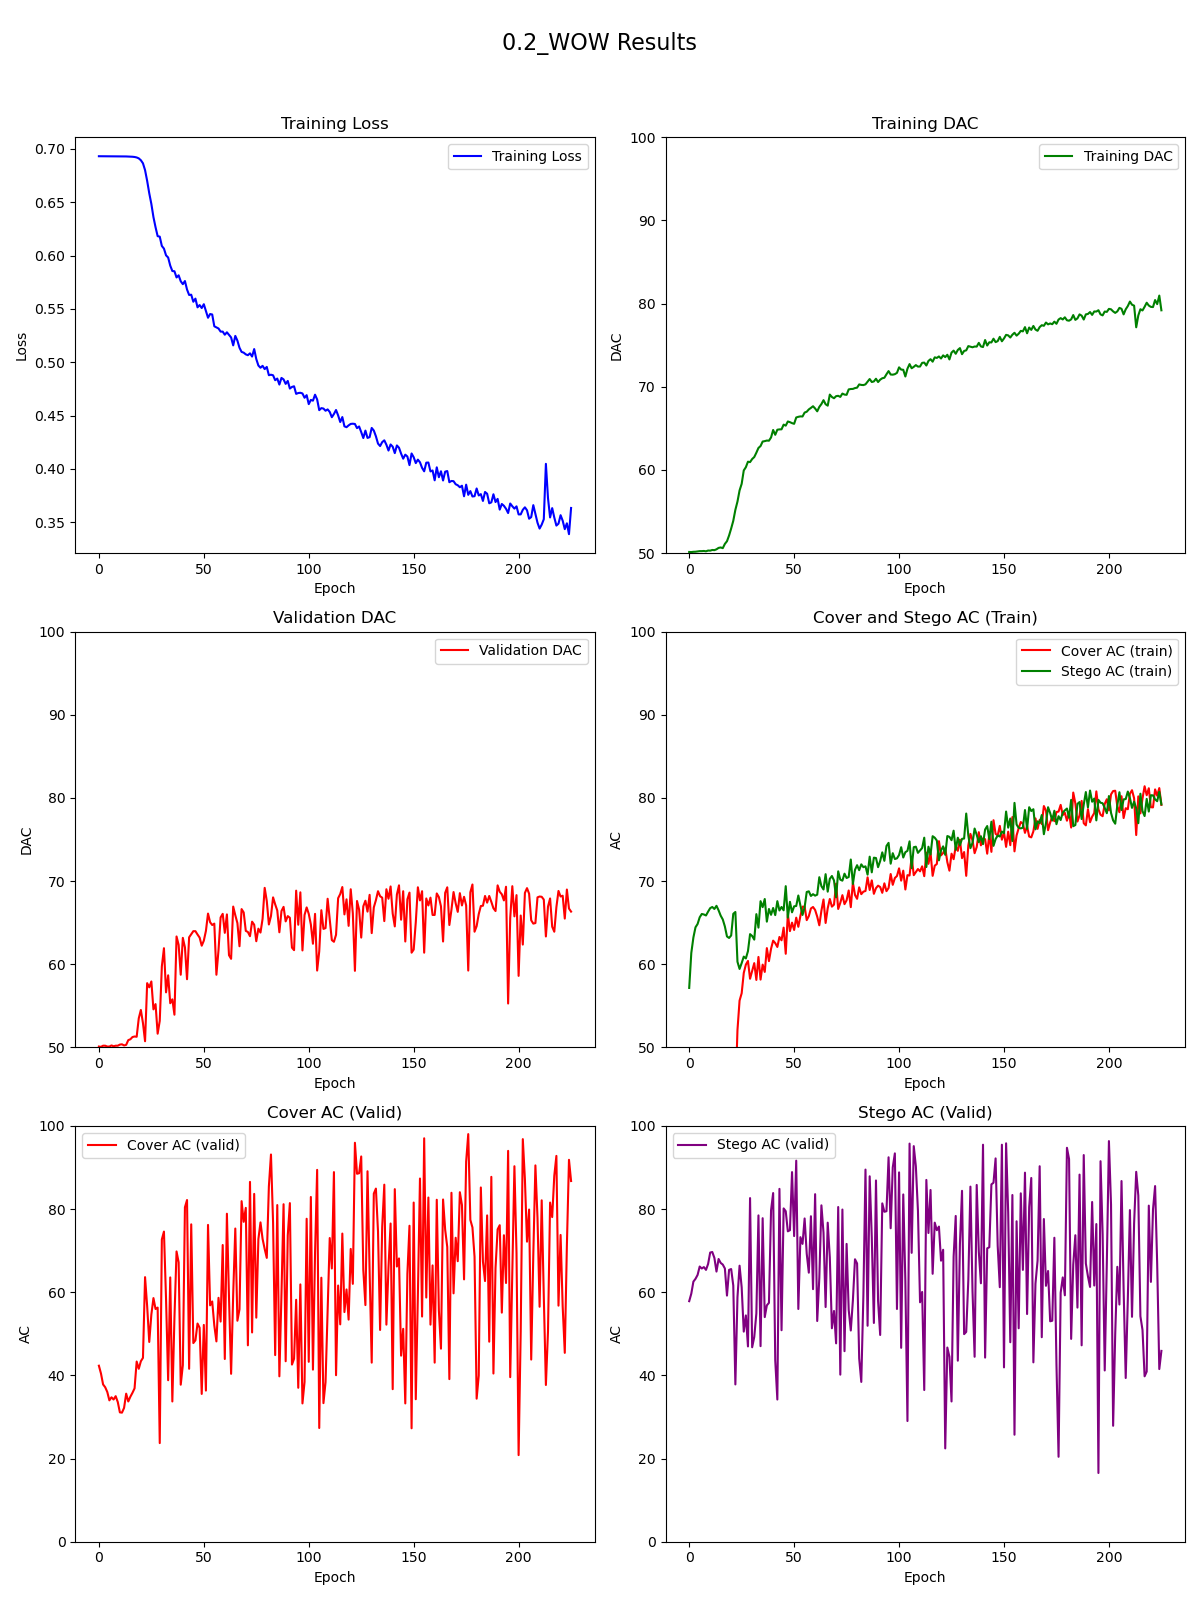 0.2_WOW Results
Training Loss
Training Loss
0.70
0.65
0.60
0.55
0.50
0.45
0.40
0.35
Loss
0
50
100
150
200
Epoch
Training DAC
Training DAC
100
90
80
70
60
50
DAC
0
50
100
150
200
Epoch
Validation DAC
Validation DAC
100
90
80
70
60
50
DAC
0
50
100
150
200
Epoch
Cover and Stego AC (Train)
Cover AC (train)
Stego AC (train)
100
90
80
70
60
50
AC
0
50
100
150
200
Epoch
Cover AC (Valid)
Cover AC (valid)
100
80
60
40
20
0
AC
0
50
100
150
200
Epoch
Stego AC (Valid)
Stego AC (valid)
100
80
60
40
20
0
AC
0
50
100
150
200
Epoch